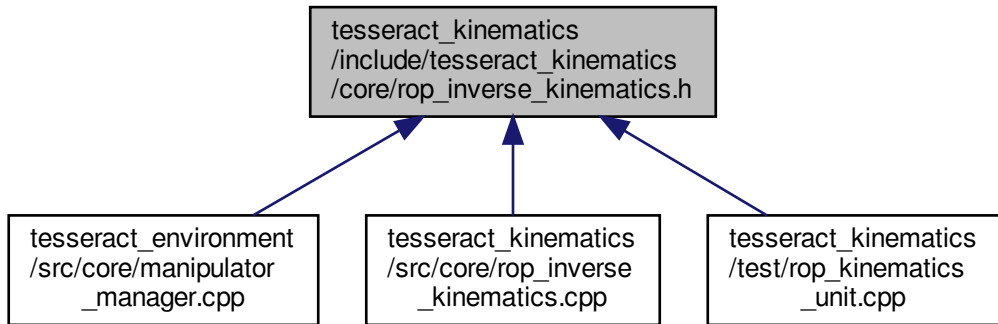 tesseract_kinematics
/include/tesseract_kinematics
/core/rop_inverse_kinematics.h
tesseract_environment
/src/core/manipulator
_manager.cpp
tesseract_kinematics
/src/core/rop_inverse
_kinematics.cpp
tesseract_kinematics
/test/rop_kinematics
_unit.cpp